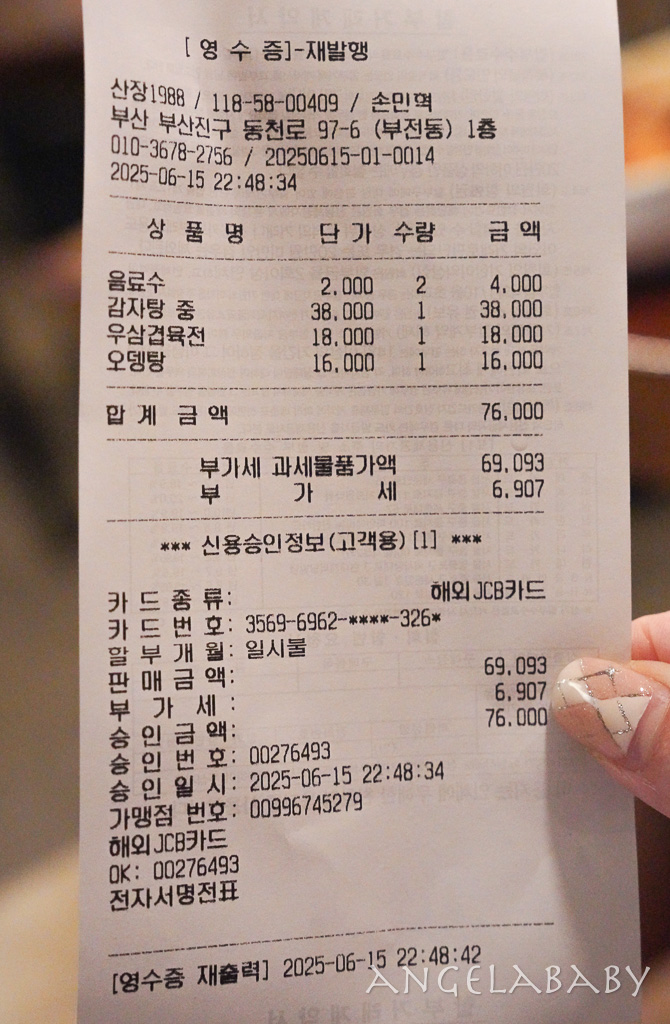 [ 영 수 증]-재발행
산장1988 / 118-58-00409 / 손민혁
부산 부산진구 동천로 97-6 (부전동) 1층
010-3678-2756 / 20250615-01-0014
2025-06-15 22:48:34
상 품 명 단 가 수량 금 액
음료수 2,000 2 4,000
감자탕 중 38,000 1 38,000
우삼겹육전 18,000 1 18,000
오뎅탕 16,000 1 16,000
합 계 금 액 76,000
부가세 과세물품가액 69,093
부 가 세 6,907
*** 신용승인정보(고객용)[1] ***
카 드 종 류: 해외JCB카드
카 드 번 호: 3569-6962-****-326*
할 부 개 월: 일시불
판 매 금 액: 69,093
부 가 세 : 6,907
승 인 금 액: 76,000
승 인 번 호: 00276493
승 인 일 시: 2025-06-15 22:48:34
가맹점 번호: 00996745279
해외JCB카드
OK: 00276493
전자서명전표
[영수증 재출력] 2025-06-15 22:48:42
ANGELABABY